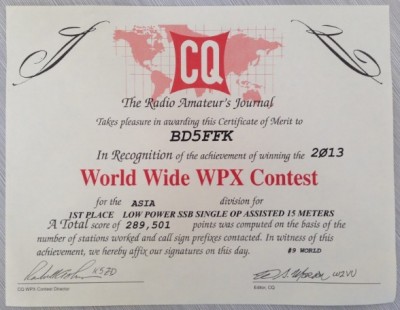 CQ
The Radio Amateur's Journal
Takes pleasure in awarding this Certificate of Merit to
BD5FFK
In Recognition of the achievement of winning the 2013
World Wide WPX Contest
for the ASIA division for
1ST PLACE LOW POWER SSB SINGLE OP ASSISTED 15 METERS
A Total score of 289,501 points was computed on the basis of the
number of stations worked and call sign prefixes contacted. In witness of this
achievement, we hereby affix our signatures on this day.
#9 WORLD
K5ZD
W2VU
CQ WPX Contest Director
Editor, CQ